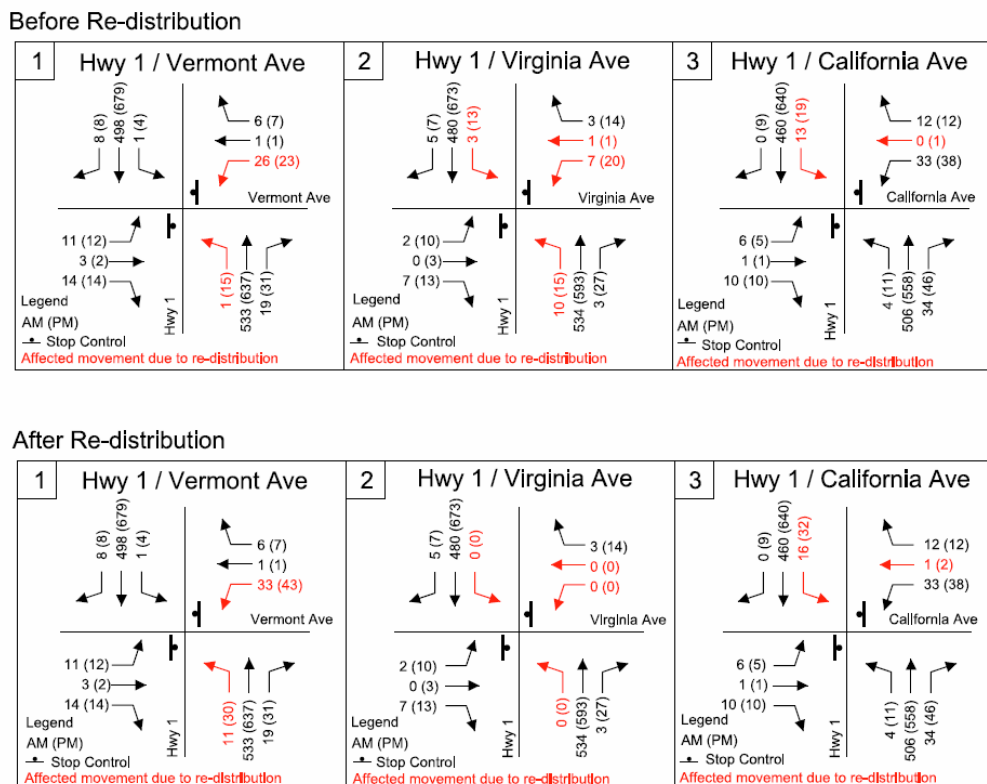 Before Re-distribution
1 Hwy 1 / Vermont Ave
8 (8)
498 (679)
1 (4)
6 (7)
1 (1)
26 (23)
Vermont Ave
11 (12)
3 (2)
14 (14)
Hwy 1
1 (15)
533 (637)
19 (31)
Legend
AM (PM)
Stop Control
Affected movement due to re-distribution
2 Hwy 1 / Virginia Ave
5 (7)
480 (673)
3 (13)
3 (14)
1 (1)
7 (20)
Virginia Ave
2 (10)
0 (3)
7 (13)
Hwy 1
10 (15)
534 (593)
3 (27)
Legend
AM (PM)
Stop Control
Affected movement due to re-distribution
3 Hwy 1 / California Ave
0 (9)
460 (640)
13 (19)
12 (12)
0 (1)
33 (38)
California Ave
6 (5)
1 (1)
10 (10)
Hwy 1
4 (11)
506 (558)
34 (46)
Legend
AM (PM)
Stop Control
Affected movement due to re-distribution
After Re-distribution
1 Hwy 1 / Vermont Ave
8 (8)
498 (679)
1 (4)
6 (7)
1 (1)
33 (43)
Vermont Ave
11 (12)
3 (2)
14 (14)
Hwy 1
11 (30)
533 (637)
19 (31)
Legend
AM (PM)
Stop Control
Affected movement due to re-distribution
2 Hwy 1 / Virginia Ave
5 (7)
480 (673)
0 (0)
3 (14)
0 (0)
0 (0)
Virginia Ave
2 (10)
0 (3)
7 (13)
Hwy 1
0 (0)
534 (593)
3 (27)
Legend
AM (PM)
Stop Control
Affected movement due to re-distribution
3 Hwy 1 / California Ave
0 (9)
460 (640)
16 (32)
12 (12)
1 (2)
33 (38)
California Ave
6 (5)
1 (1)
10 (10)
Hwy 1
4 (11)
506 (558)
34 (46)
Legend
AM (PM)
Stop Control
Affected movement due to re-distribution